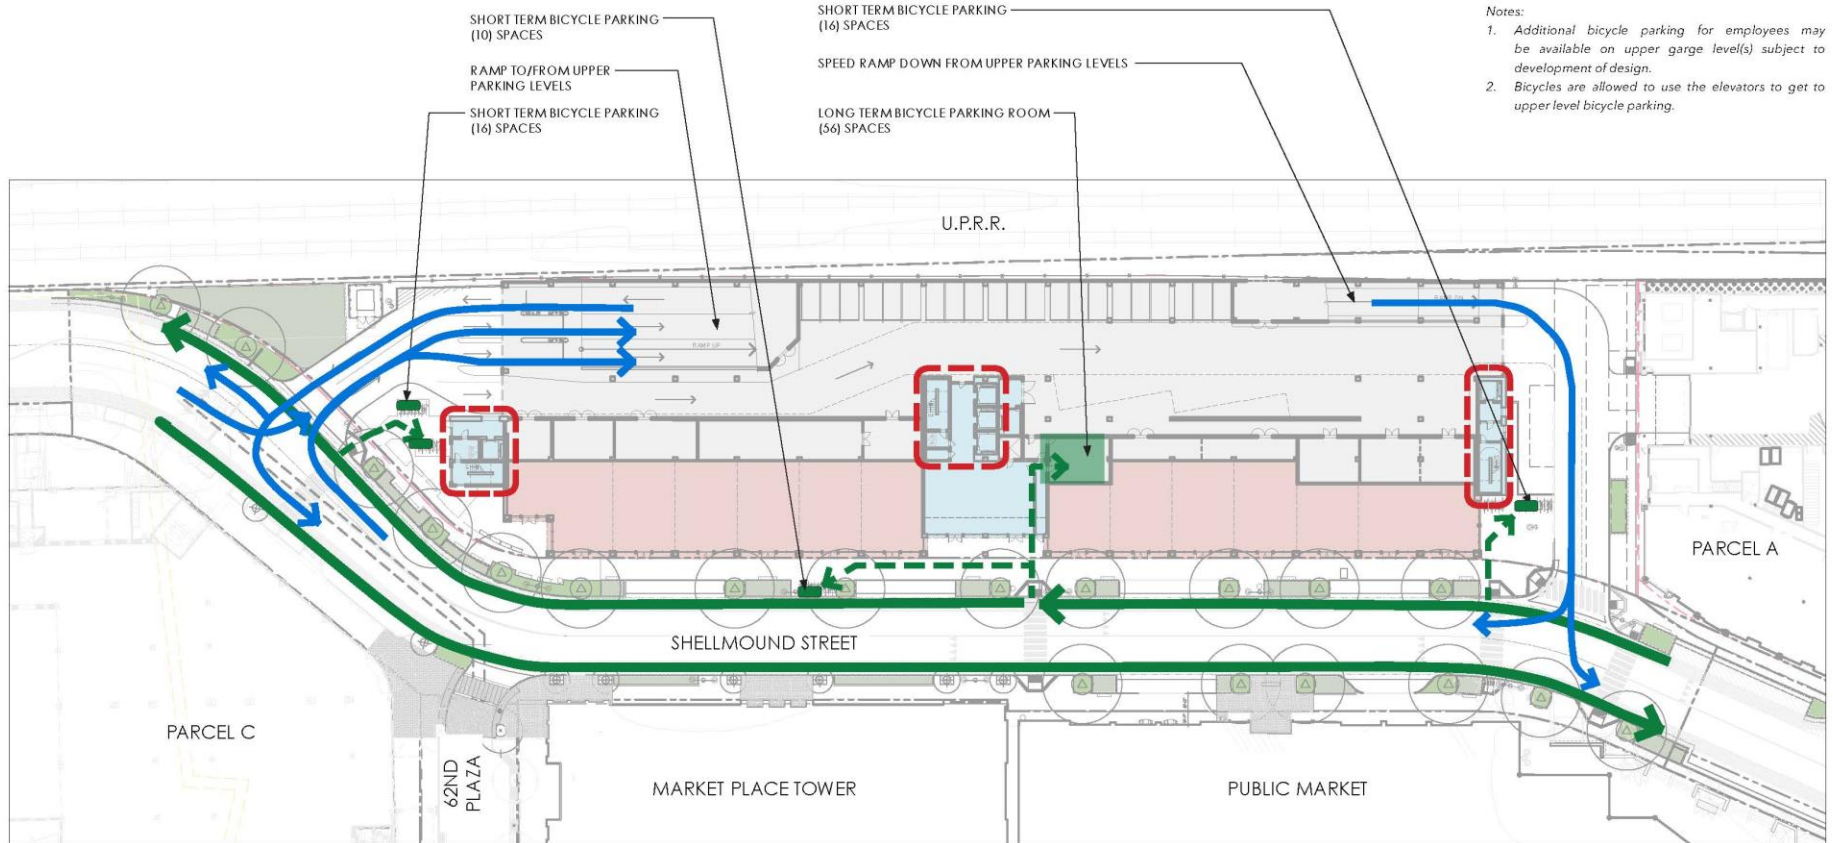 SHORT TERM BICYCLE PARKING
(10) SPACES
RAMP TO/FROM UPPER
PARKING LEVELS
SHORT TERM BICYCLE PARKING
(16) SPACES
SHORT TERM BICYCLE PARKING
(16) SPACES
SPEED RAMP DOWN FROM UPPER PARKING LEVELS
LONG TERM BICYCLE PARKING ROOM
(56) SPACES
Notes:
1. Additional bicycle parking for employees may
be available on upper garge level(s) subject to
development of design.
2. Bicycles are allowed to use the elevators to get to
upper level bicycle parking.
U.P.R.R.
RAMP DN
RAMP UP
PARCEL A
SHELLMOUND STREET
PARCEL C
62ND
PLAZA
MARKET PLACE TOWER
PUBLIC MARKET